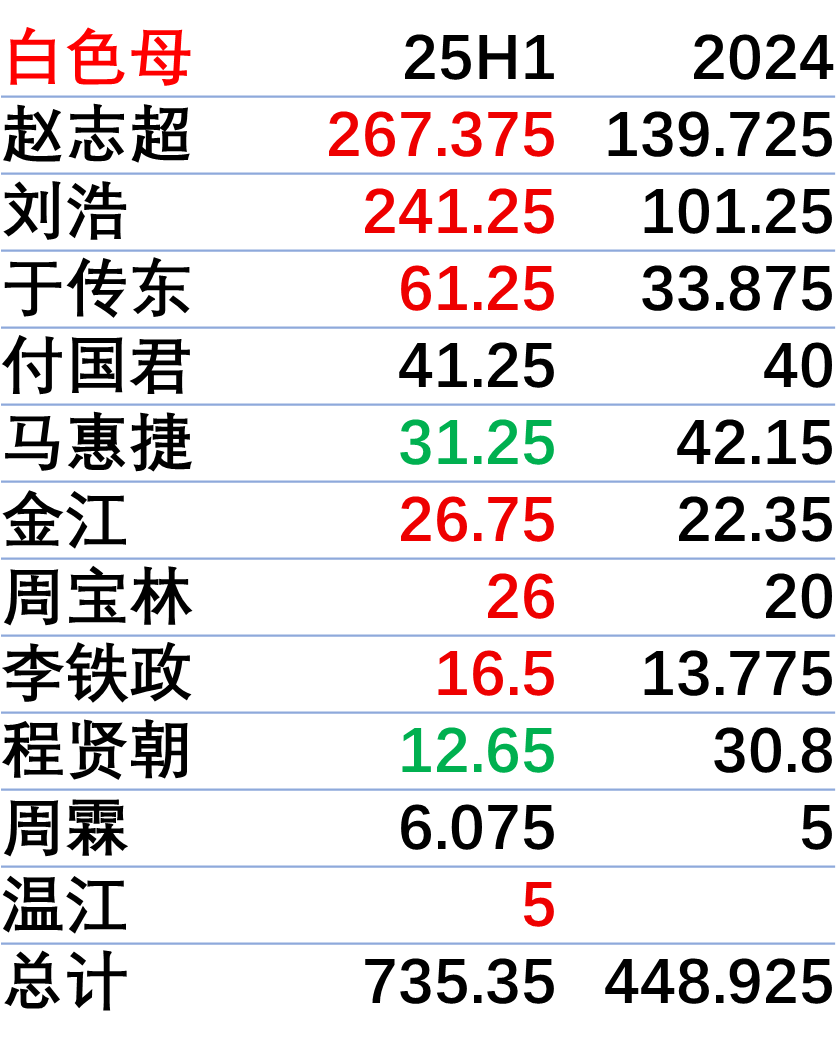 白色母 25H1 2024
赵志超 267.375 139.725
刘浩 241.25 101.25
于传东 61.25 33.875
付国君 41.25 40
马惠捷 31.25 42.15
金江 26.75 22.35
周宝林 26 20
李铁政 16.5 13.775
程贤朝 12.65 30.8
周霖 6.075 5
温江 5
总计 735.35 448.925